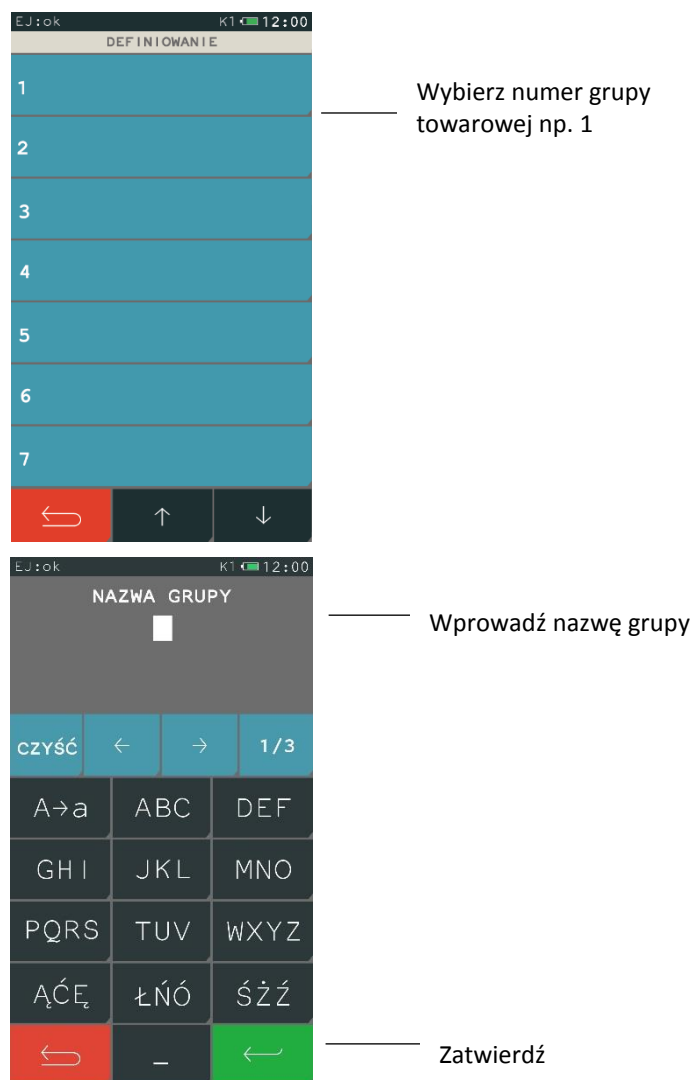 EJ:ok K1 12:00
DEFINIOWANIE
1
Wybierz numer grupy
towarowej np. 1
2
3
4
5
6
7
↑ ↓
EJ:ok K1 12:00
NAZWA GRUPY
Wprowadź nazwę grupy
CZYŚĆ ← → 1/3
A→a ABC DEF
GHI JKL MNO
PQRS TUV WXYZ
ĄĆĘ ŁŃÓ ŚŻŹ
_
Zatwierdź